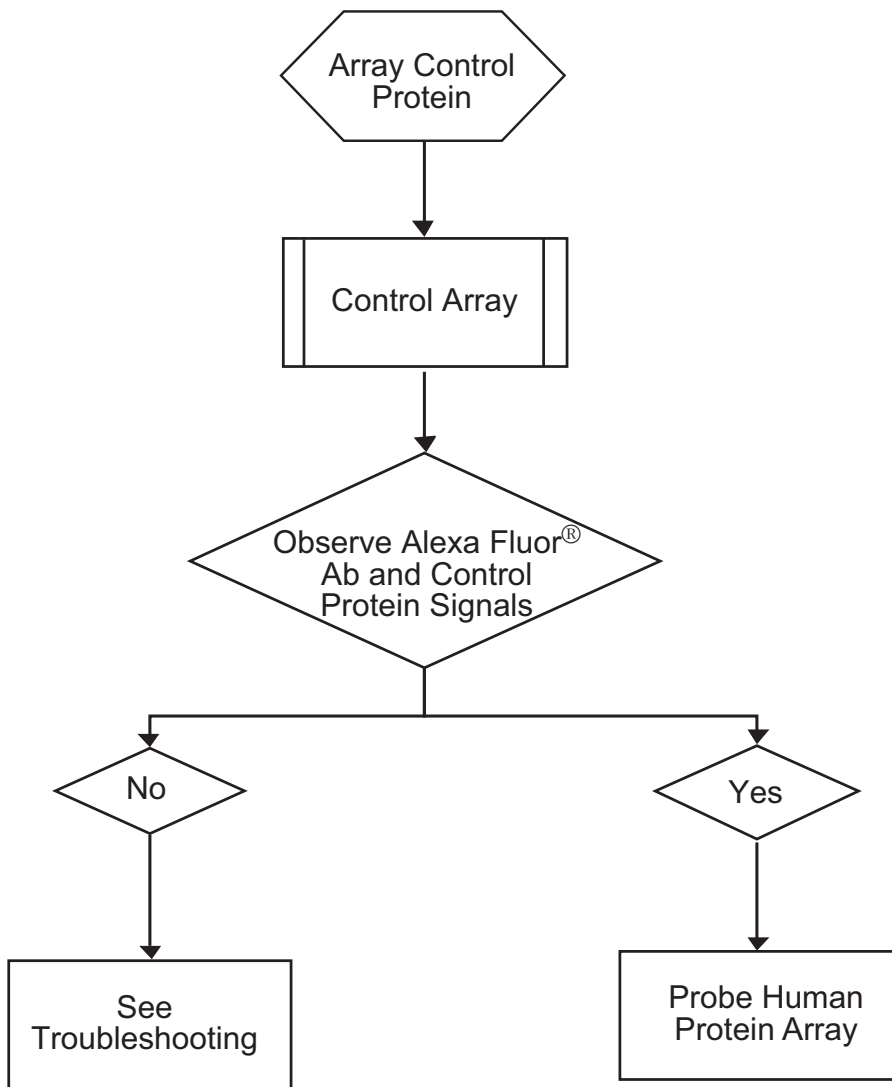 Array Control
Protein
Control Array
Observe Alexa Fluor®
Ab and Control
Protein Signals
No
Yes
See
Troubleshooting
Probe Human
Protein Array